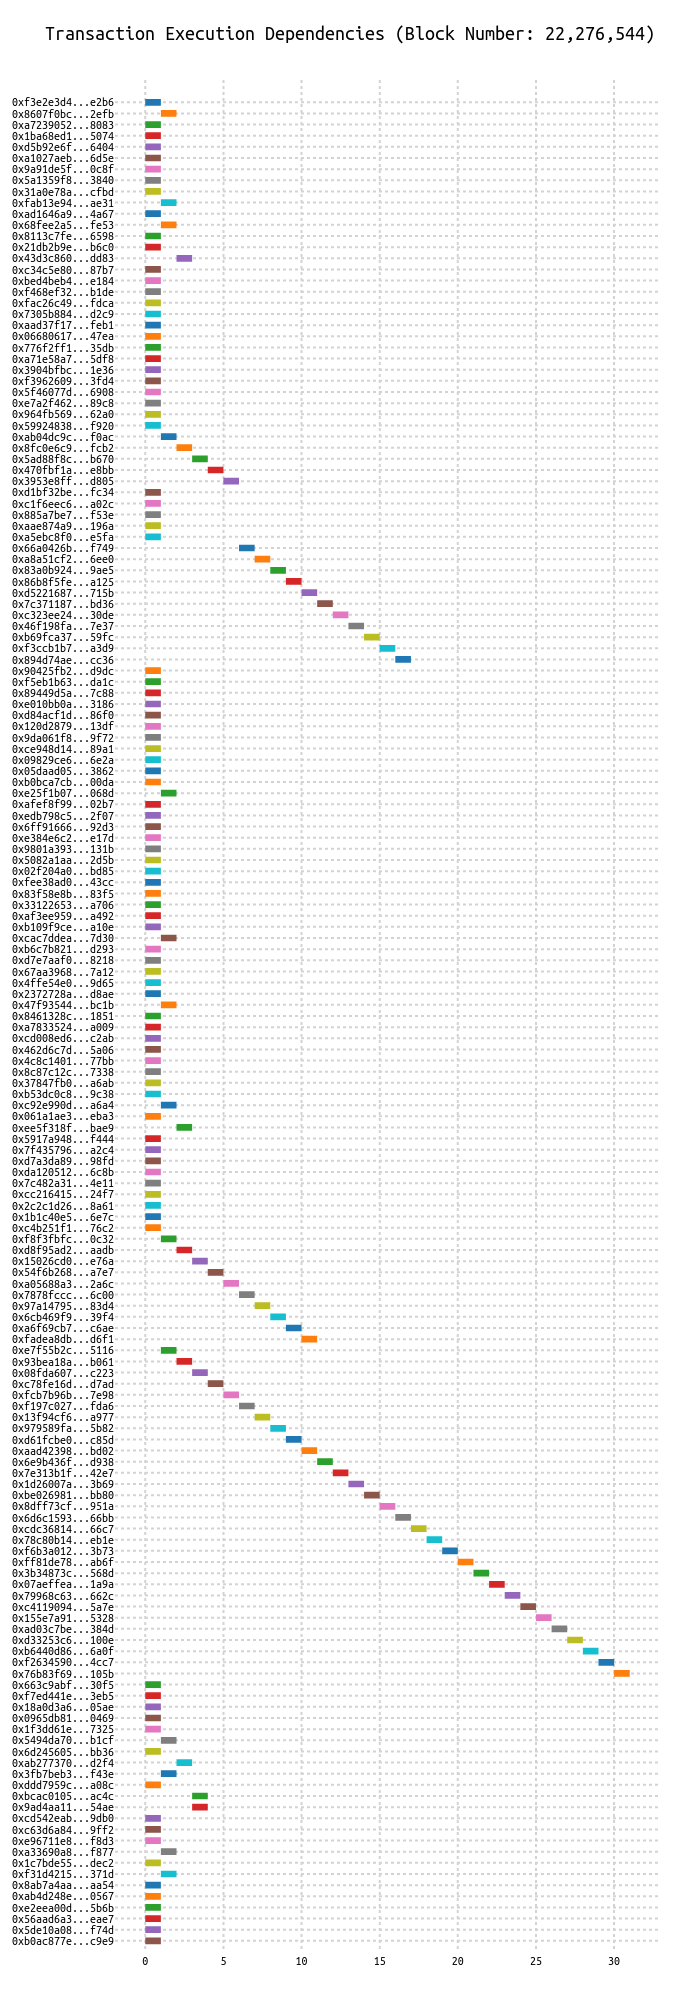 Transaction Execution Dependencies (Block Number: 22,276,544)
0xf3e2e3d4...e2b6
0x8607f0bc...2efb
0xa7239052...8083
0x1ba68ed1...5074
0xd5b92e6f...6404
0xa1027aeb...6d5e
0x9a91de5f...0c8f
0x5a1359f8...3840
0x31a0e78a...cfbd
0xfab13e94...ae31
0xad1646a9...4a67
0x68fee2a5...fe53
0x8113c7fe...6598
0x21db2b9e...b6c0
0x43d3c860...dd83
0xc34c5e80...87b7
0xbed4beb4...e184
0xf468ef32...b1de
0xfac26c49...fdca
0x7305b884...d2c9
0xaad37f17...feb1
0x06680617...47ea
0x776f2ff1...35db
0xa71e58a7...5df8
0x3904bfbc...1e36
0xf3962609...3fd4
0x5f46077d...6908
0xe7a2f462...89c8
0x964fb569...62a0
0x59924838...f920
0xab04dc9c...f0ac
0x8fc0e6c9...fcb2
0x5ad88f8c...b670
0x470fbf1a...e8bb
0x3953e8ff...d805
0xd1bf32be...fc34
0xc1f6eec6...a02c
0x885a7be7...f53e
0xaae874a9...196a
0xa5ebc8f0...e5fa
0x66a0426b...f749
0xa8a51cf2...6ee0
0x83a0b924...9ae5
0x86b8f5fe...a125
0xd5221687...715b
0x7c371187...bd36
0xc323ee24...30de
0x46f198fa...7e37
0xb69fca37...59fc
0xf3ccb1b7...a3d9
0x894d74ae...cc36
0x90425fb2...d9dc
0xf5eb1b63...da1c
0x89449d5a...7c88
0xe010bb0a...3186
0xd84acf1d...86f0
0x120d2879...13df
0x9da061f8...9f72
0xce948d14...89a1
0x09829ce6...6e2a
0x05daad05...3862
0xb0bca7cb...00da
0xe25f1b07...068d
0xafef8f99...02b7
0xedb798c5...2f07
0x6ff91666...92d3
0xe384e6c2...e17d
0x9801a393...131b
0x5082a1aa...2d5b
0x02f204a0...bd85
0xfee38ad0...43cc
0x83f58e8b...83f5
0x33122653...a706
0xaf3ee959...a492
0xb109f9ce...a10e
0xcac7ddea...7d30
0xb6c7b821...d293
0xd7e7aaf0...8218
0x67aa3968...7a12
0x4ffe54e0...9d65
0x2372728a...d8ae
0x47f93544...bc1b
0x8461328c...1851
0xa7833524...a009
0xcd008ed6...c2ab
0x462d6c7d...5a06
0x4c8c1401...77bb
0x8c87c12c...7338
0x37847fb0...a6ab
0xb53dc0c8...9c38
0xc92e990d...a6a4
0x061a1ae3...eba3
0xee5f318f...bae9
0x5917a948...f444
0x7f435796...a2c4
0xd7a3da89...98fd
0xda120512...6c8b
0x7c482a31...4e11
0xcc216415...24f7
0x2c2c1d26...8a61
0x1b1c40e5...6e7c
0xc4b251f1...76c2
0xf8f3fbfc...0c32
0xd8f95ad2...aadb
0x15026cd0...e76a
0x54f6b268...a7e7
0xa05688a3...2a6c
0x7878fccc...6c00
0x97a14795...83d4
0x6cb469f9...39f4
0xa6f69cb7...c6ae
0xfadea8db...d6f1
0xe7f55b2c...5116
0x93bea18a...b061
0x08fda607...c223
0xc78fe16d...d7ad
0xfcb7b96b...7e98
0xf197c027...fda6
0x13f94cf6...a977
0x979589fa...5b82
0xd61fcbe0...c85d
0xaad42398...bd02
0x6e9b436f...d938
0x7e313b1f...42e7
0x1d26007a...3b69
0xbe026981...bb80
0x8dff73cf...951a
0x6d6c1593...66bb
0xcdc36814...66c7
0x78c80b14...eb1e
0xf6b3a012...3b73
0xff81de78...ab6f
0x3b34873c...568d
0x07aeffea...1a9a
0x79968c63...662c
0xc4119094...5a7e
0x155e7a91...5328
0xad03c7be...384d
0xd33253c6...100e
0xb6440d86...6a0f
0xf2634590...4cc7
0x76b83f69...105b
0x663c9abf...30f5
0xf7ed441e...3eb5
0x18a0d3a6...05ae
0x0965db81...0469
0x1f3dd61e...7325
0x5494da70...b1cf
0x6d245605...bb36
0xab277370...d2f4
0x3fb7beb3...f43e
0xddd7959c...a08c
0xbcac0105...ac4c
0x9ad4aa11...54ae
0xcd542eab...9db0
0xc63d6a84...9ff2
0xe96711e8...f8d3
0xa33690a8...f877
0x1c7bde55...dec2
0xf31d4215...371d
0x8ab7a4aa...aa54
0xab4d248e...0567
0xe2eea00d...5b6b
0x56aad6a3...eae7
0x5de10a08...f74d
0xb0ac877e...c9e9
0 5 10 15 20 25 30